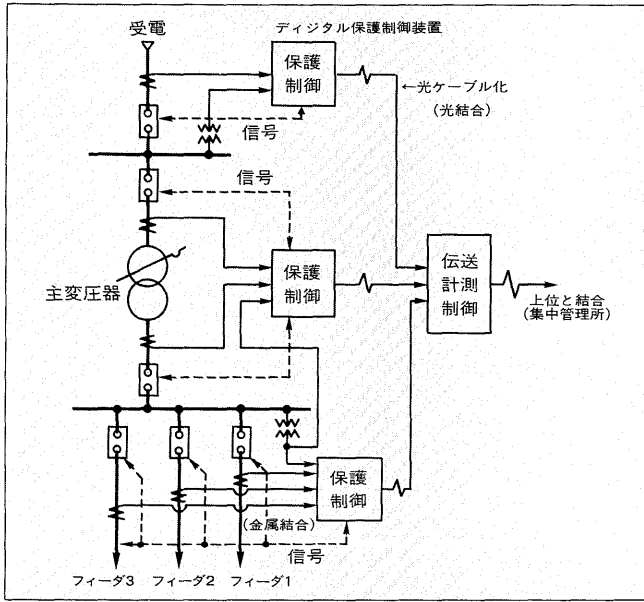 受電
ディジタル保護制御装置
保護
制御
←光ケーブル化
(光結合)
信号
信号
主変圧器
保護
制御
伝送
計測
制御
上位と結合
(集中管理所)
保護
制御
(金属結合)
信号
フィーダ3
フィーダ2
フィーダ1